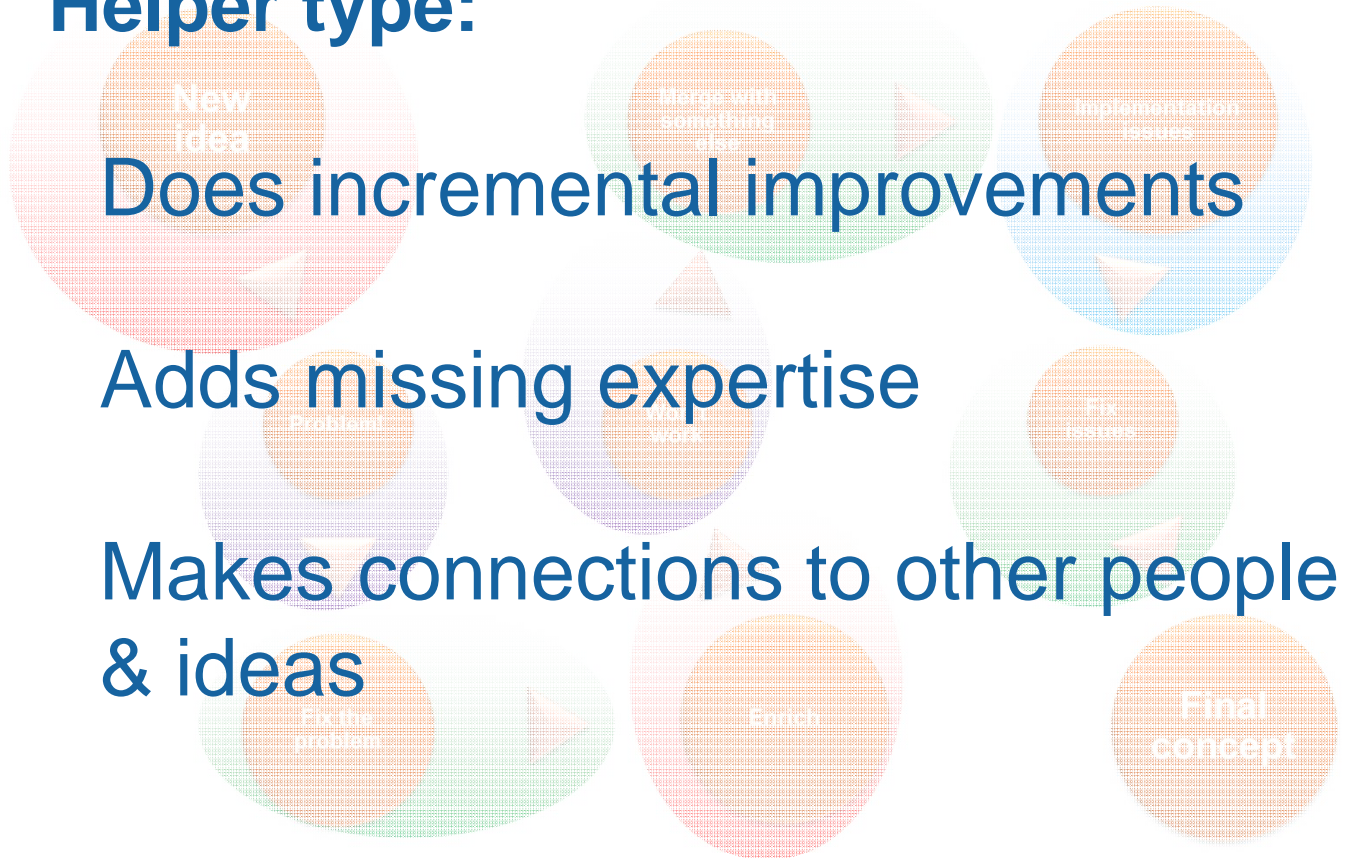 Helper type:
New
idea
Merge with
something
else
Implementation
issues
Does incremental improvements
Adds missing expertise
Problem!
work
Fix
issues
Makes connections to other people
& ideas
Fix the
problem
Enrich
Final
concept